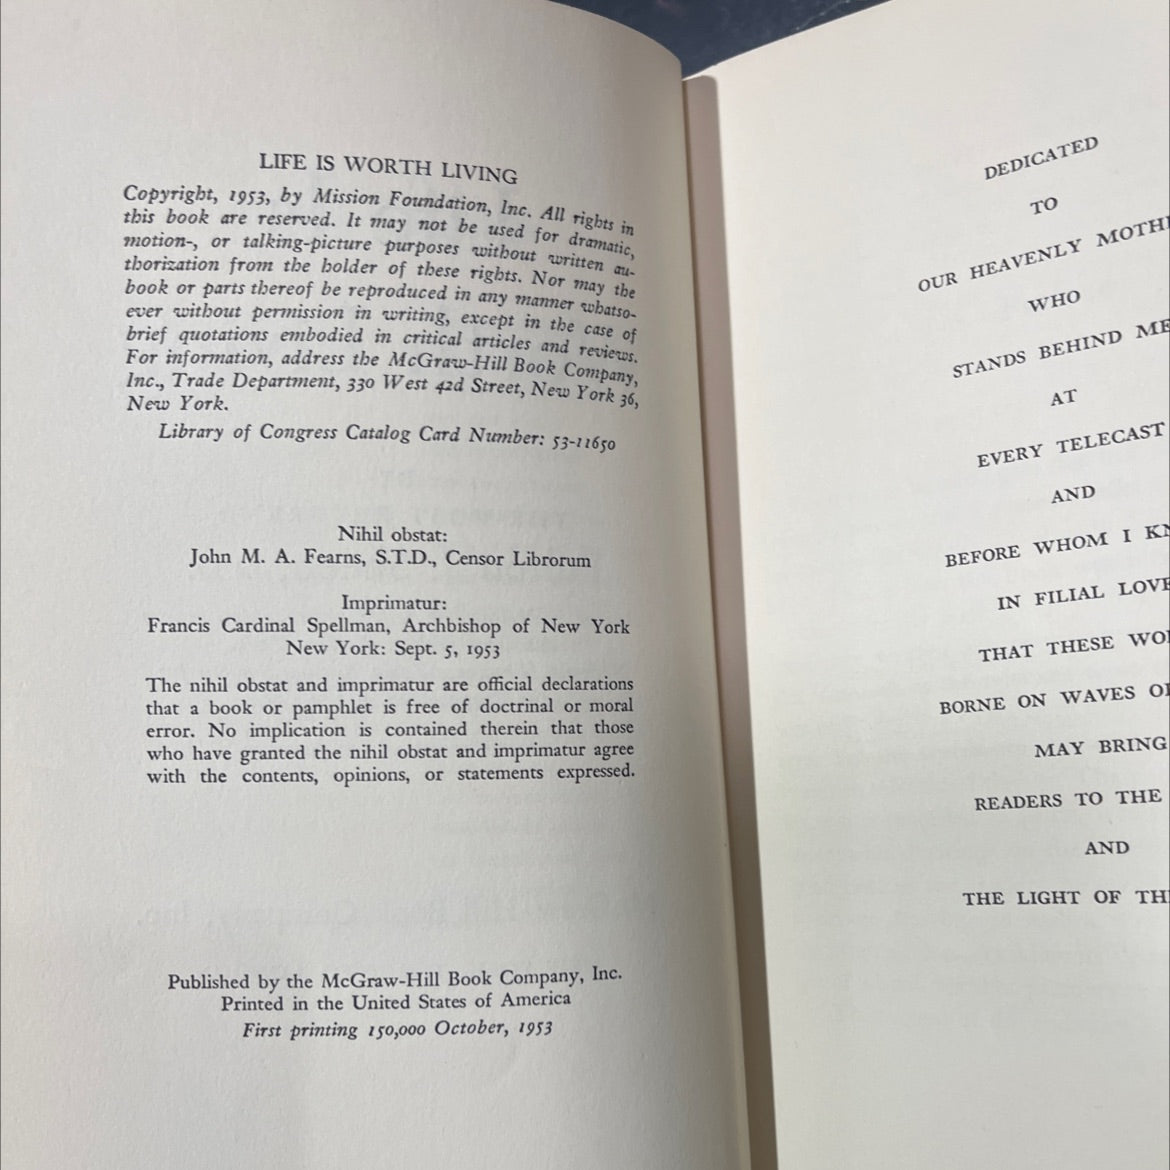 LIFE IS WORTH LIVING
Copyright, 1953, by Mission Foundation, Inc. All rights in
this book are reserved. It may not be used for dramatic,
motion-, or talking-picture purposes without written au-
thorization from the holder of these rights. Nor may the
book or parts thereof be reproduced in any manner whatso-
ever without permission in writing, except in the case of
brief quotations embodied in critical articles and reviews.
For information, address the McGraw-Hill Book Company,
Inc., Trade Department, 330 West 42d Street, New York 36,
New York.
Library of Congress Catalog Card Number: 53-11650
Nihil obstat:
John M. A. Fearns, S.T.D., Censor Librorum
Imprimatur:
Francis Cardinal Spellman, Archbishop of New York
New York: Sept. 5, 1953
The nihil obstat and imprimatur are official declarations
that a book or pamphlet is free of doctrinal or moral
error. No implication is contained therein that those
who have granted the nihil obstat and imprimatur agree
with the contents, opinions, or statements expressed.
Published by the McGraw-Hill Book Company, Inc.
Printed in the United States of America
First printing 150,000 October, 1953
DEDICATED
TO
OUR HEAVENLY
WHO
STANDS BEHIND ME
AT
EVERY TELECAST
AND
BEFORE WHOM I
IN FILIAL LOVE
THAT THESE
BORNE ON WAVES
MAY BRING
READERS TO THE
AND
THE LIGHT OF